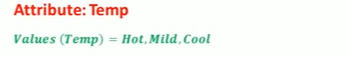 Attribute: Temp
Values (Temp) = Hot, Mild, Cool